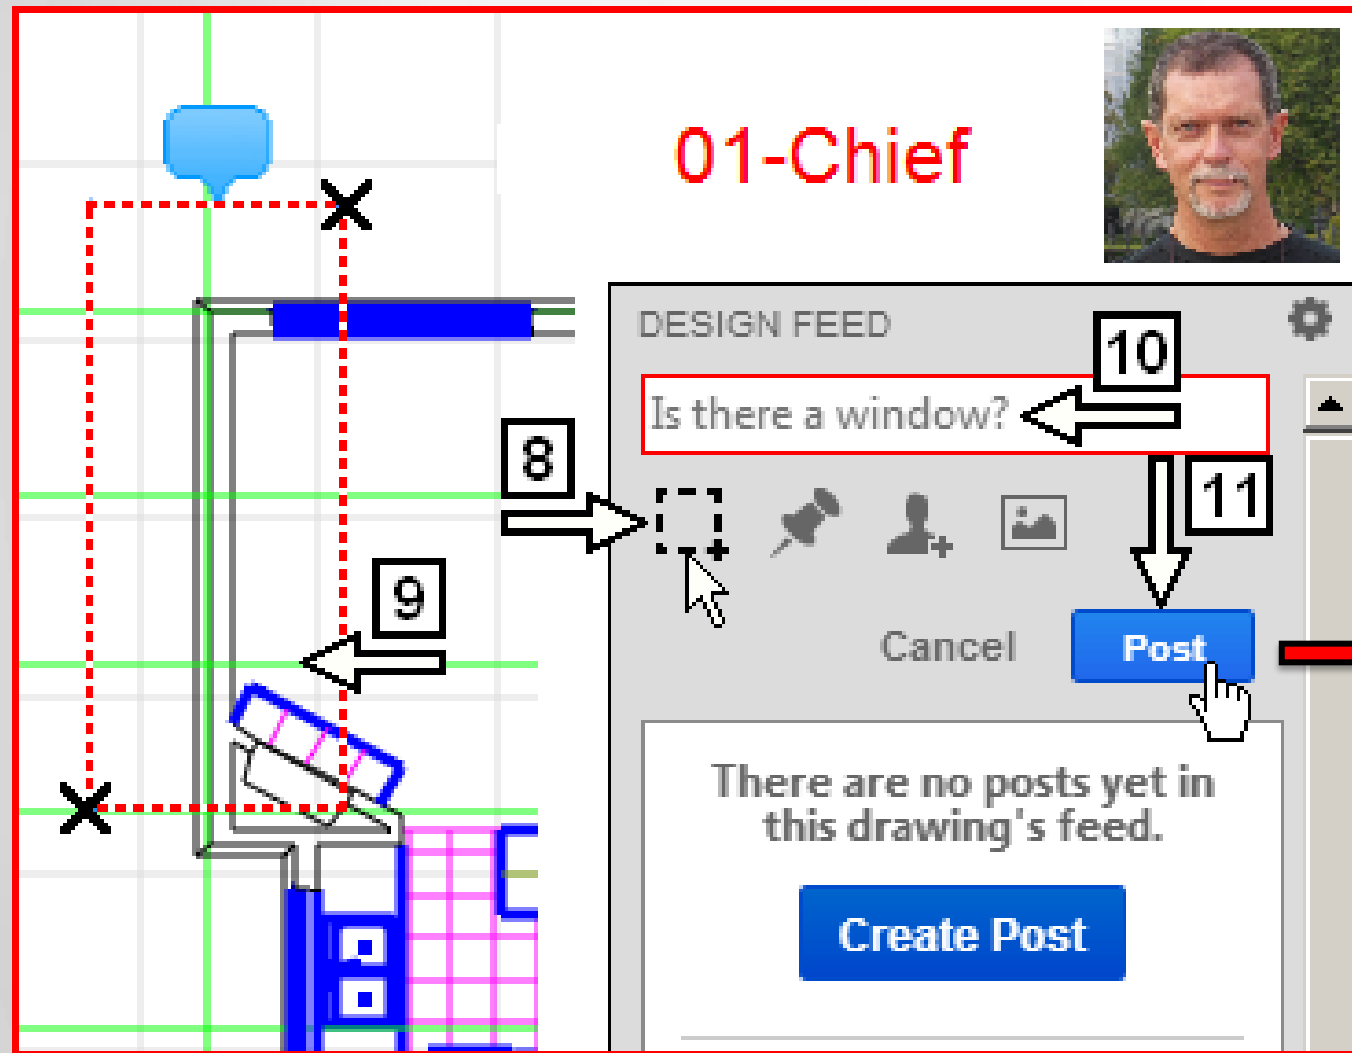 01-Chief
DESIGN FEED
10
Is there a window?
8
11
9
Cancel
Post
There are no posts yet in
this drawing's feed.
Create Post